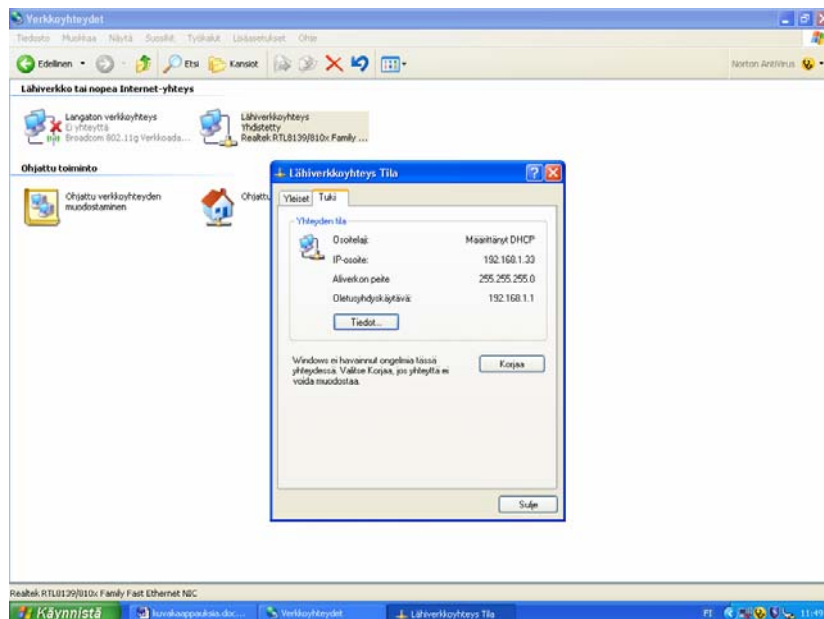 Verkkoyhteydet
Tiedosto Muokkaa Näytä Suosikit Työkalut Lisäasetukset Ohje
Edellinen Etsi Kansiot Norton AntiVirus
Lähiverkko tai nopea Internet-yhteys
Langaton verkkoyhteys
Ei yhteyttä
Broadcom 802.11g Verkkoada...
Lähiverkkoyhteys
Yhdistetty
Realtek RTL8139/810x Family ...
Ohjattu toiminto
Ohjattu verkkoyhteyden
muodostaminen
Ohjattu
Lähiverkkoyhteys Tila
Yleiset Tuki
Yhteyden tila
Osoitelaji: Määrittänyt DHCP
IP-osoite: 192.168.1.33
Aliverkon peite 255.255.255.0
Oletusyhdyskäytävä: 192.168.1.1
Tiedot...
Windows ei havainnut ongelmia tässä
yhteydessä. Valitse Korjaa, jos yhteyttä ei
voida muodostaa.
Korjaa
Sulje
Realtek RTL8139/810x Family Fast Ethernet NIC
Käynnistä kuvakaappauksia.doc... Verkkoyhteydet Lähiverkkoyhteys Tila FI 11:49